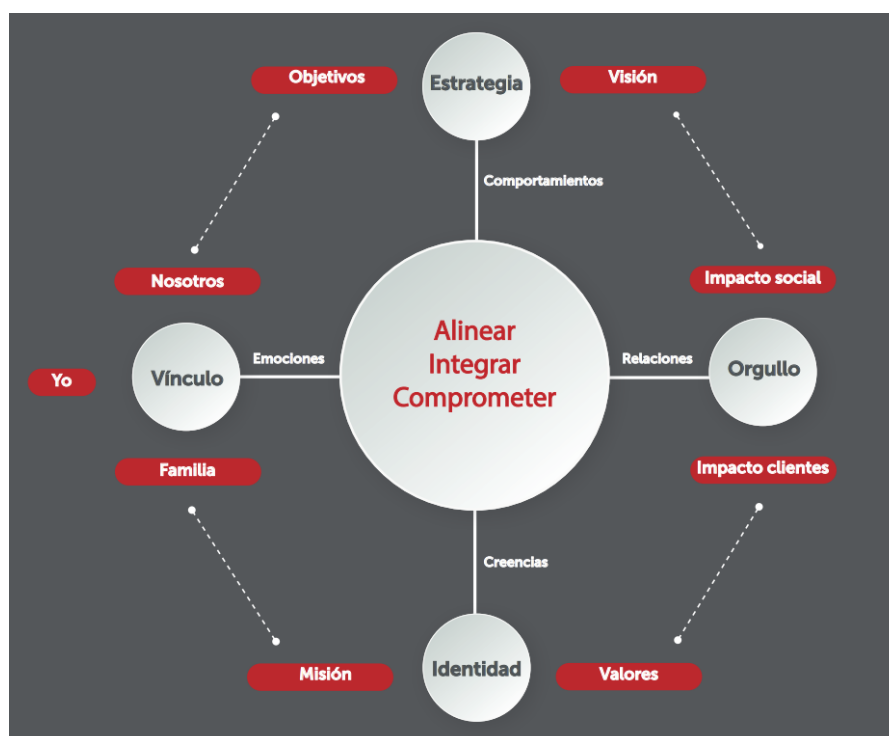 Objetivos
Estrategia
Visión
Comportamientos
Nosotros
Impacto social
Alinear
Integrar
Comprometer
Emociones
Relaciones
Yo
Vínculo
Orgullo
Familia
Impacto clientes
Creencias
Misión
Identidad
Valores